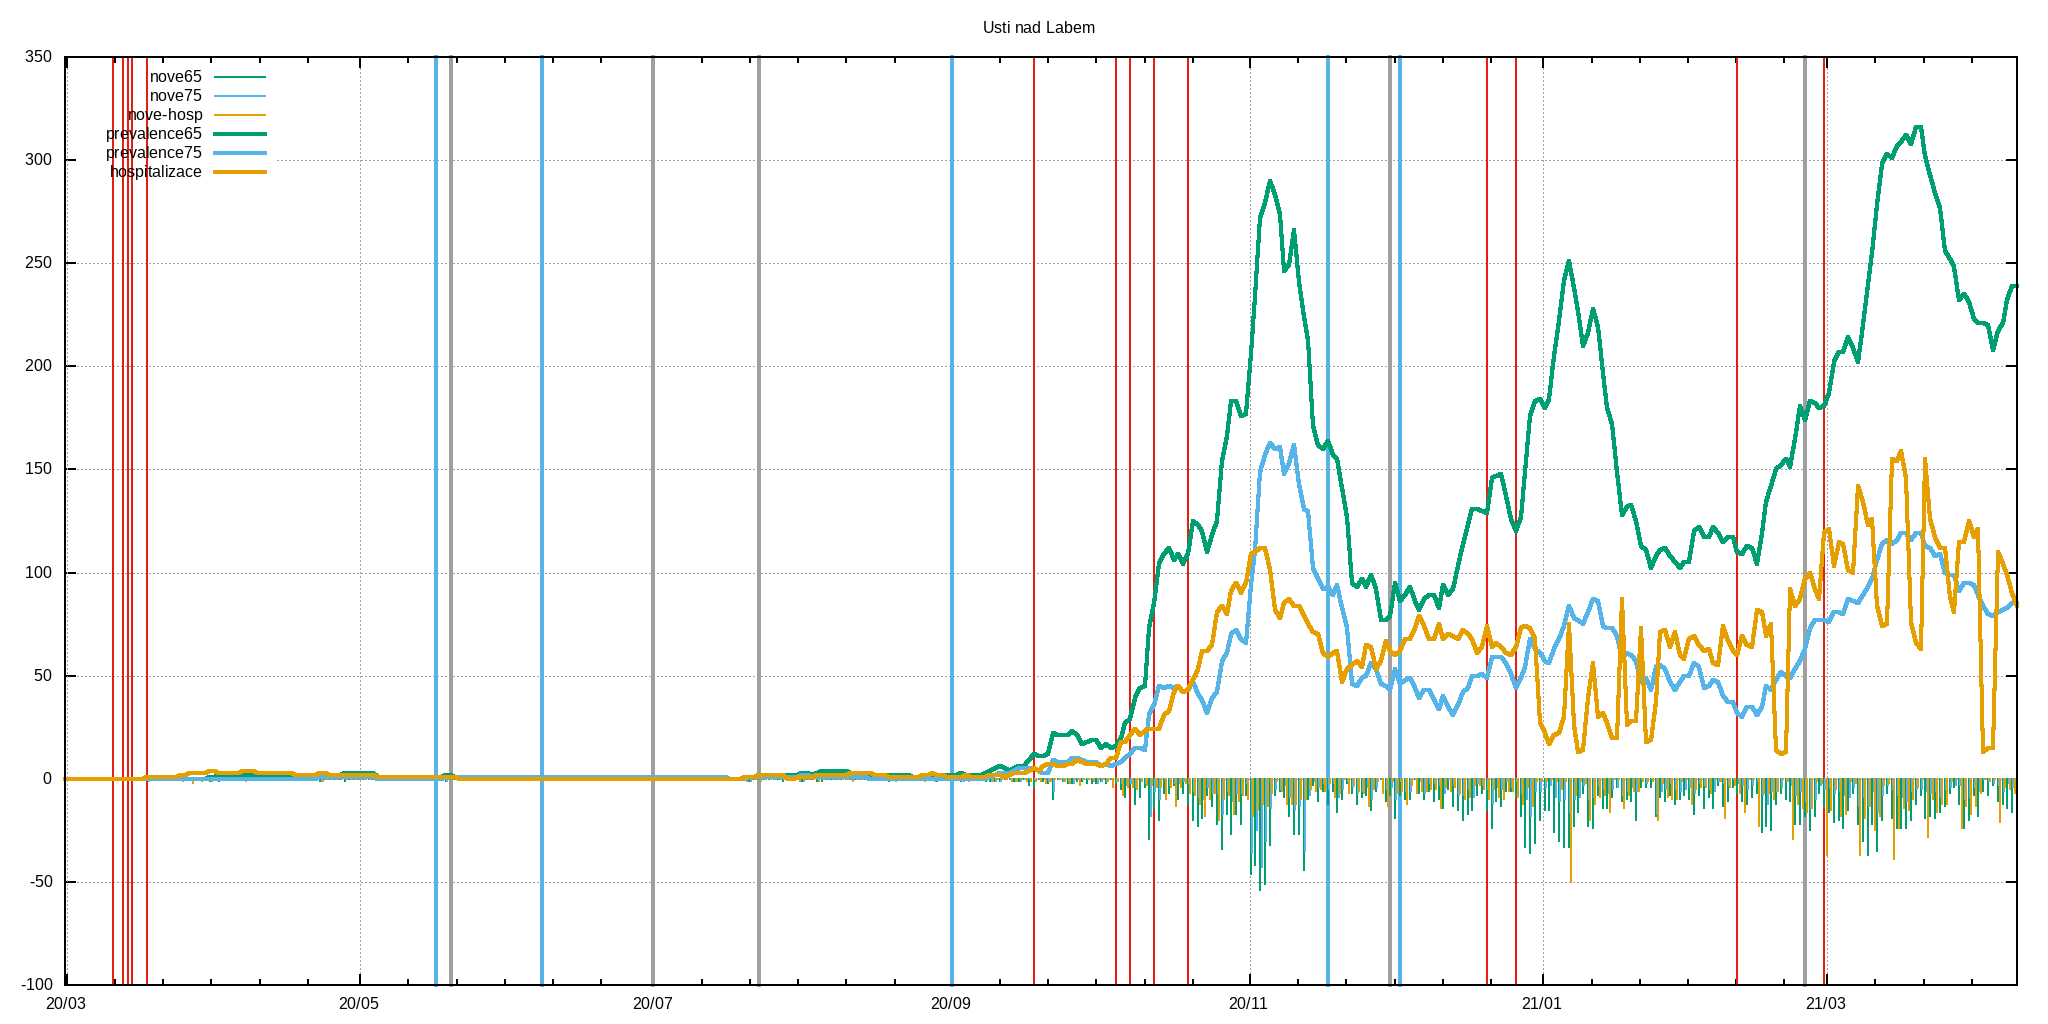 Usti nad Labem
350
300
250
200
150
100
50
0
-50
-100
nove65
nove75
nove-hosp
prevalence65
prevalence75
hospitalizace
20/03 20/05 20/07 20/09 20/11 21/01 21/03